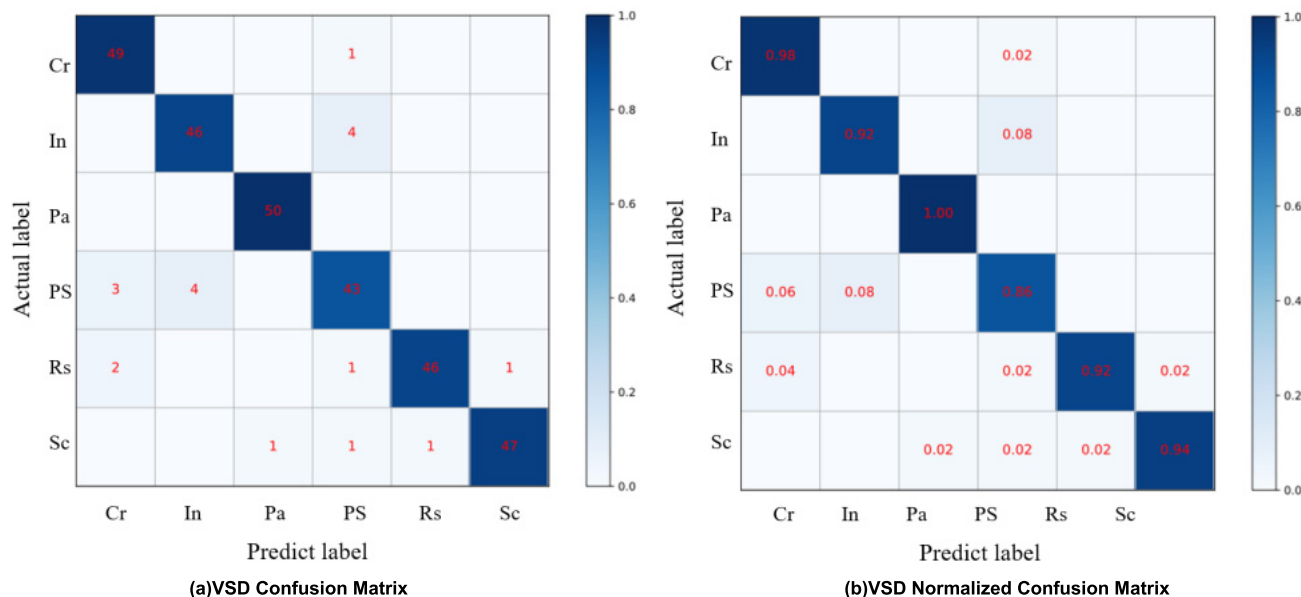 1.0
Cr 49 1
0.8
In 46 4
Pa 50
0.6
PS 3 4 43
0.4
Rs 2 1 46 1
0.2
Sc 1 1 1 47
0.0
Cr In Pa PS Rs Sc
Actual label
Predict label
(a)VSD Confusion Matrix
1.0
Cr 0.98 0.02
0.8
In 0.92 0.08
Pa 1.00
0.6
PS 0.06 0.08 0.86
0.4
Rs 0.04 0.02 0.92 0.02
0.2
Sc 0.02 0.02 0.02 0.94
0.0
Cr In Pa PS Rs Sc
Actual label
Predict label
(b)VSD Normalized Confusion Matrix